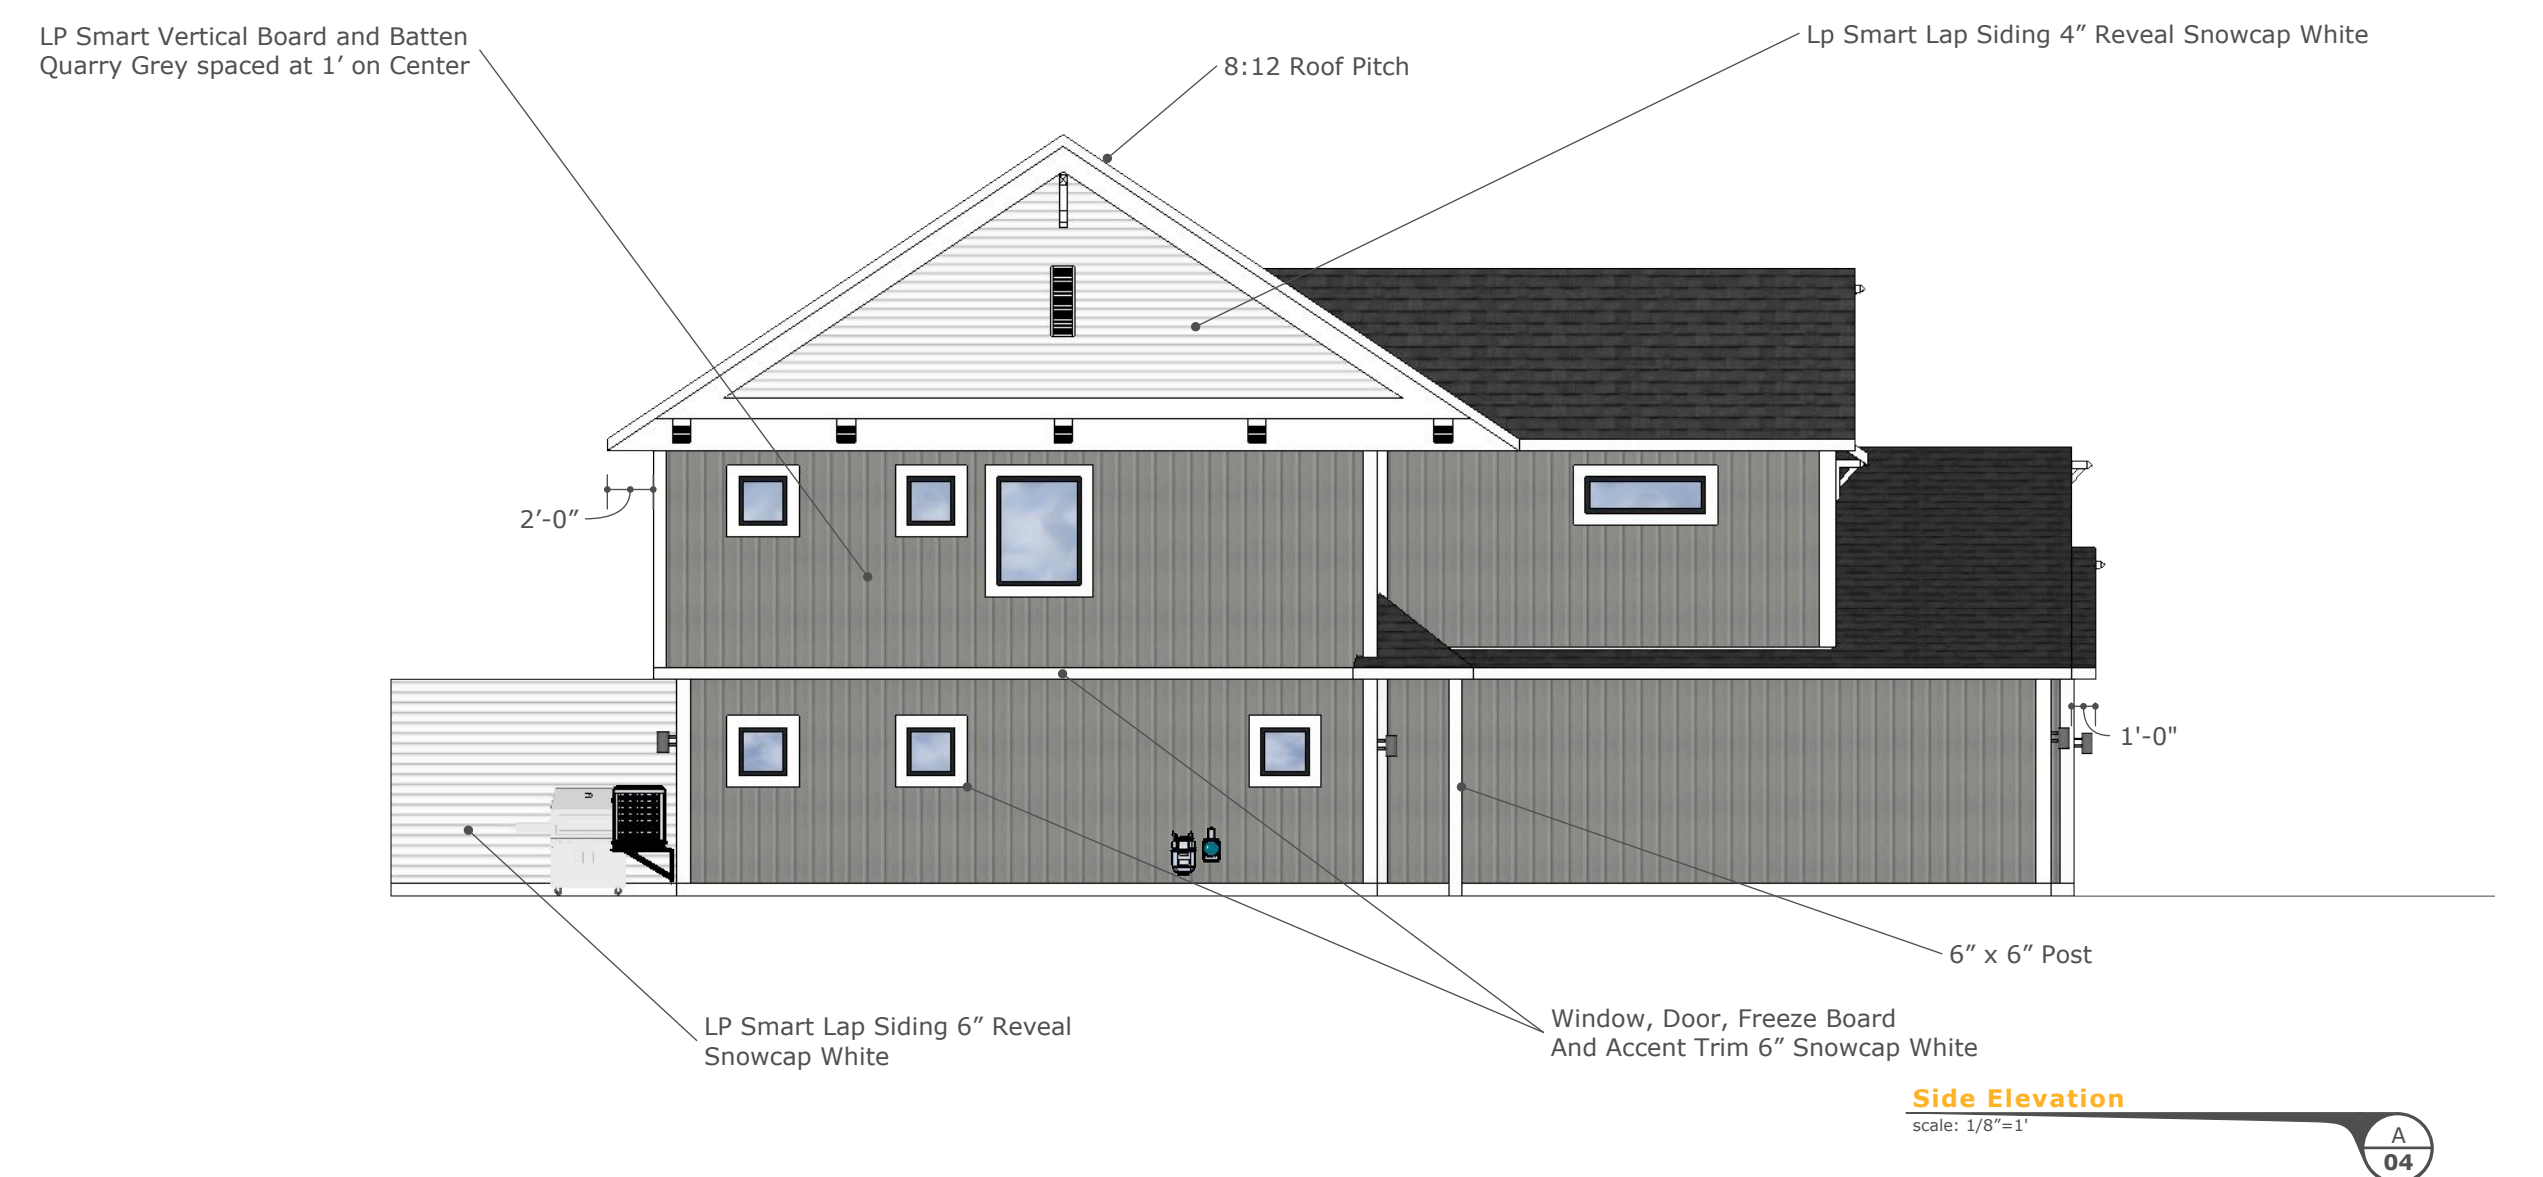 LP Smart Vertical Board and Batten
Quarry Grey spaced at 1’ on Center
8:12 Roof Pitch
Lp Smart Lap Siding 4” Reveal Snowcap White
2’-0”
1'-0"
6” x 6” Post
LP Smart Lap Siding 6” Reveal
Snowcap White
Window, Door, Freeze Board
And Accent Trim 6” Snowcap White
Side Elevation
scale: 1/8”=1'
A
04